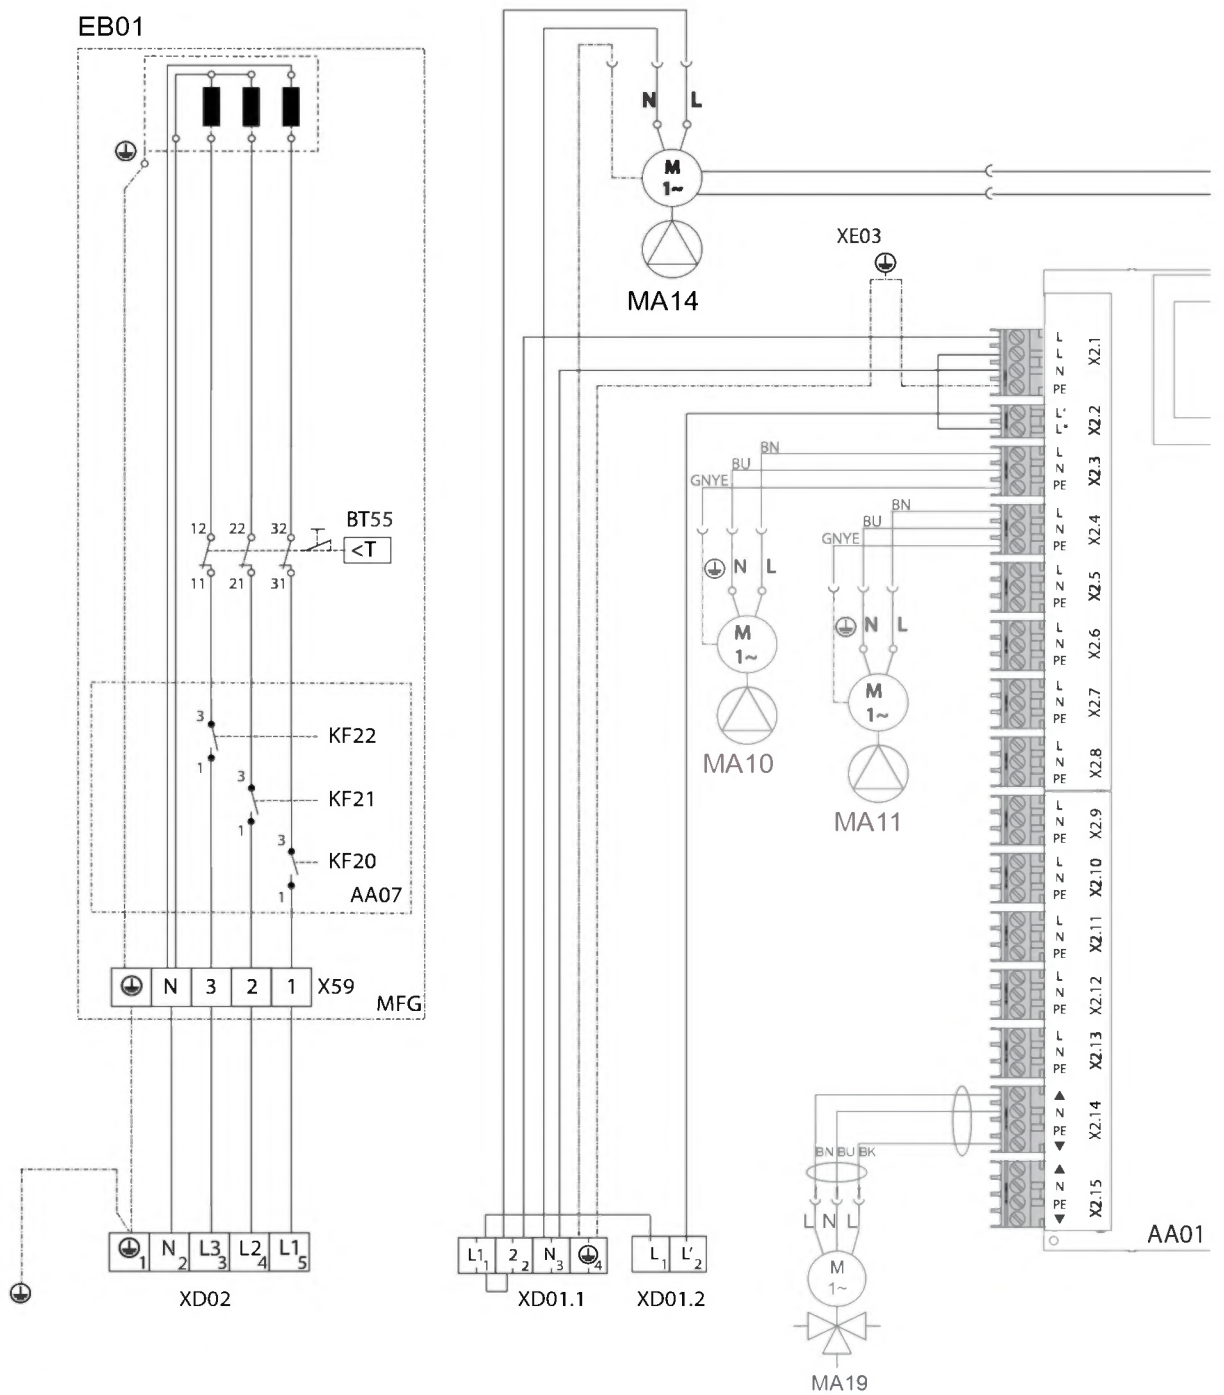 EB01
N L
M
1~
MA14
XE03
L
L
N
PE
X2.1
L'
L"
X2.2
L
N
PE
X2.3
L
N
PE
X2.4
L
N
PE
X2.5
L
N
PE
X2.6
L
N
PE
X2.7
L
N
PE
X2.8
L
N
PE
X2.9
L
N
PE
X2.10
L
N
PE
X2.11
L
N
PE
X2.12
L
N
PE
X2.13
▲
N
PE
▼
X2.14
▲
N
PE
▼
X2.15
AA01
BN
BU
GNYE
N L
M
1~
MA10
BN
BU
GNYE
N L
M
1~
MA11
12 22 32
BT55
<T
11 21 31
3
1
KF22
3
1
KF21
3
1
KF20
AA07
N 3 2 1 X59
MFG
1 N 2 L3 3 L2 4 L1 5
XD02
L1 1 2 2 N 3 4
XD01.1
L 1 L' 2
XD01.2
BN BU BK
L N L
M
1~
MA19